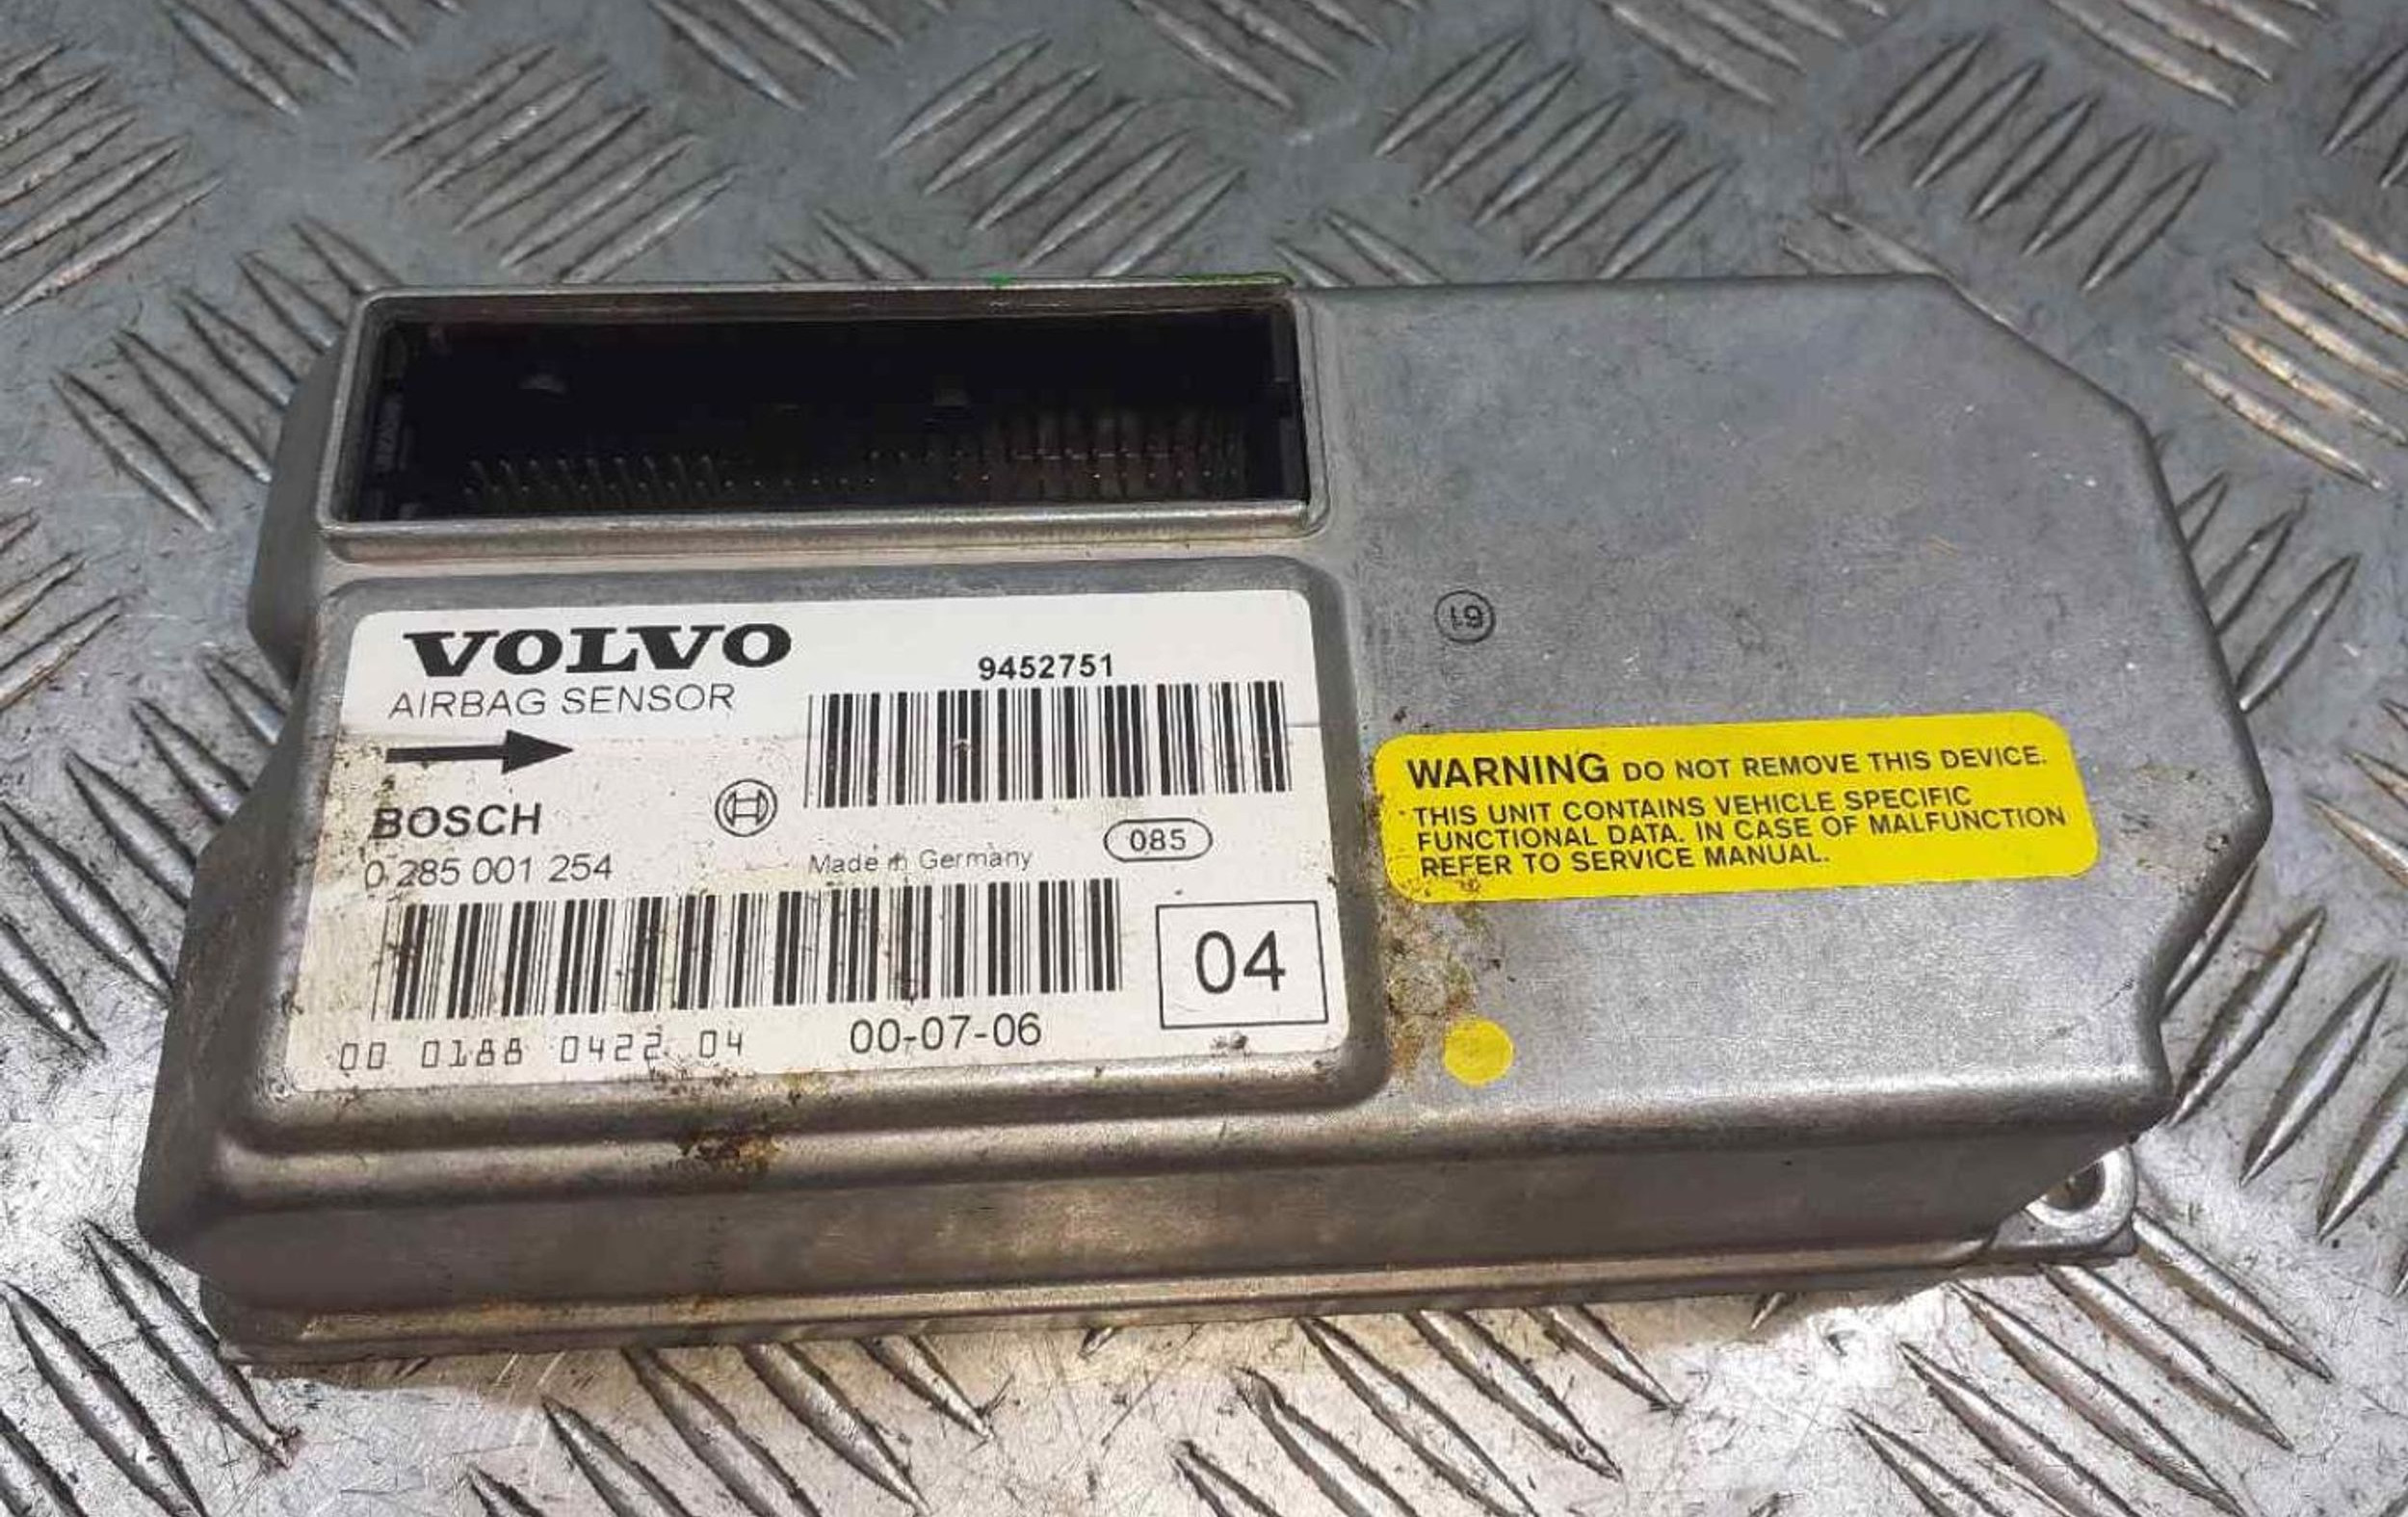 VOLVO
AIRBAG SENSOR
9452751
BOSCH
0 285 001 254
Made in Germany
085
04
00 0188 0422 04
00-07-06
61
WARNING DO NOT REMOVE THIS DEVICE.
THIS UNIT CONTAINS VEHICLE SPECIFIC
FUNCTIONAL DATA. IN CASE OF MALFUNCTION
REFER TO SERVICE MANUAL.